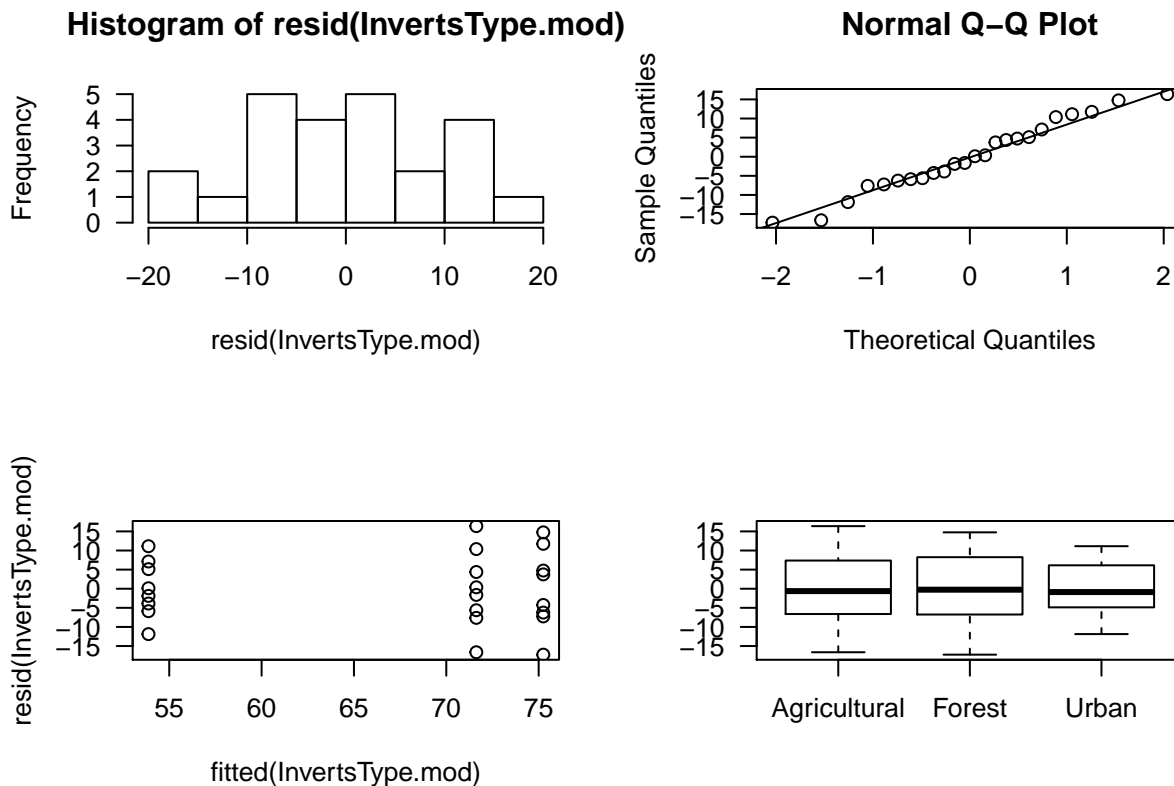 Histogram of resid(InvertsType.mod)
Frequency
5
4
3
2
1
0
−20 −10 0 10 20
resid(InvertsType.mod)
Normal Q−Q Plot
Sample Quantiles
15
10
5
0
−5
−10
−15
−2 −1 0 1 2
Theoretical Quantiles
resid(InvertsType.mod)
15
10
5
0
−5
−10
−15
55 60 65 70 75
fitted(InvertsType.mod)
15
10
5
0
−5
−10
−15
Agricultural Forest Urban